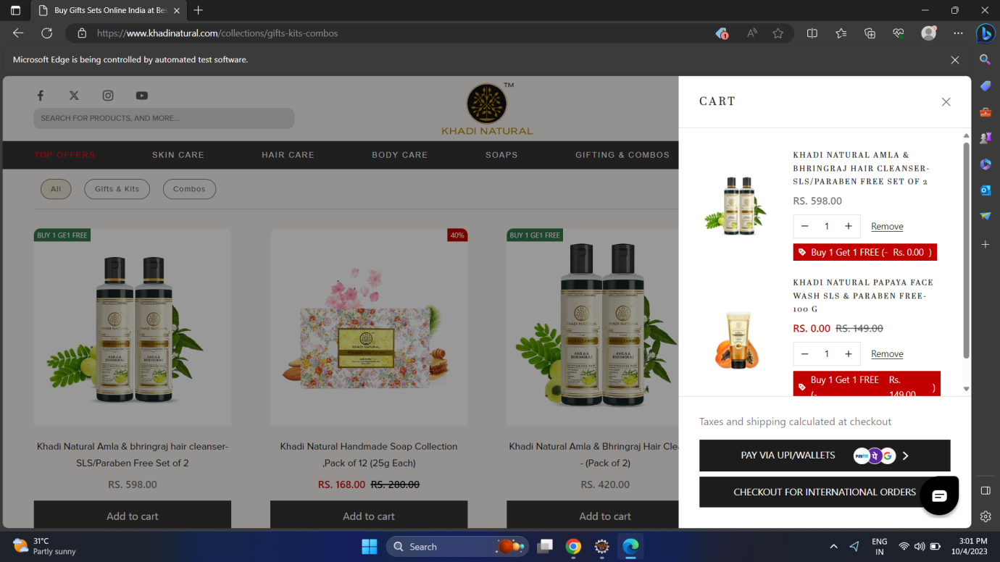 Buy Gifts Sets Online India at Bes
https://www.khadinatural.com/collections/gifts-kits-combos
1
Microsoft Edge is being controlled by automated test software.
SEARCH FOR PRODUCTS, AND MORE...
TM
KHADI NATURAL
TOP OFFERS
SKIN CARE
HAIR CARE
BODY CARE
SOAPS
GIFTING & COMBOS
All
Gifts & Kits
Combos
BUY 1 GE1 FREE
40%
BUY 1 GE1 FREE
KHADI NATURAL
HAIR CLEANSER
AMLA &
BHRINGRAJ
Khadi Natural Amla & bhringraj hair cleanser-
SLS/Paraben Free Set of 2
RS. 598.00
Add to cart
Khadi Natural Handmade Soap Collection
,Pack of 12 (25g Each)
RS. 168.00 RS. 280.00
Add to cart
Khadi Natural Amla & Bhringraj Hair Clea
- (Pack of 2)
RS. 420.00
Add to cart
CART
KHADI NATURAL AMLA &
BHRINGRAJ HAIR CLEANSER-
SLS/PARABEN FREE SET OF 2
RS. 598.00
− 1 + Remove
Buy 1 Get 1 FREE (- Rs. 0.00 )
KHADI NATURAL PAPAYA FACE
WASH SLS & PARABEN FREE-
100 G
RS. 0.00 RS. 149.00
− 1 + Remove
Buy 1 Get 1 FREE Rs. )
(- 149.00
Taxes and shipping calculated at checkout
PAY VIA UPI/WALLETS
CHECKOUT FOR INTERNATIONAL ORDERS
31°C
Partly sunny
Search
ENG
IN
3:01 PM
10/4/2023